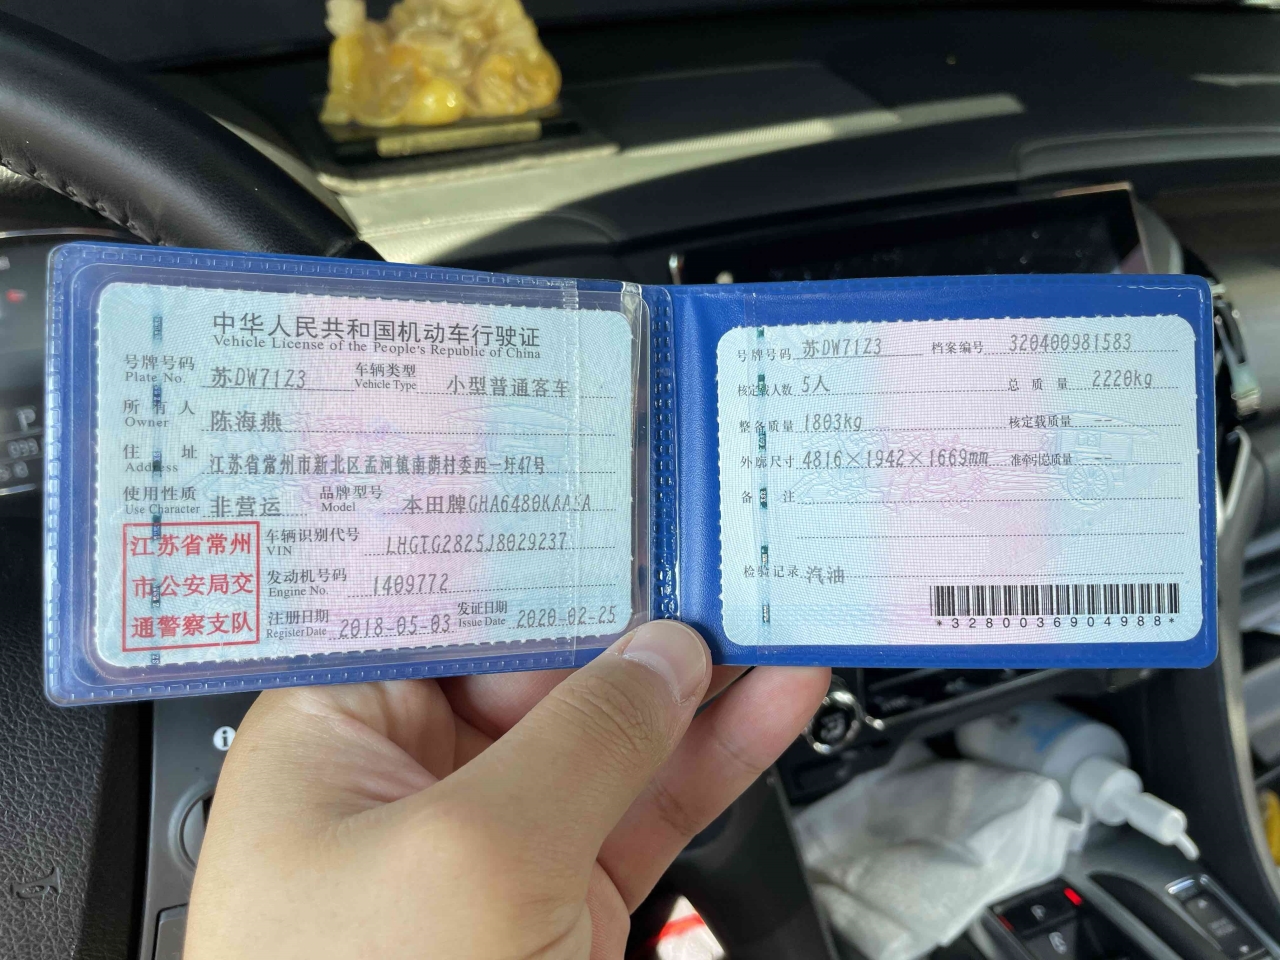 中华人民共和国机动车行驶证
Vehicle License of the People's Republic of China
号牌号码 苏DW71Z3 车辆类型 小型普通客车
Plate No. Vehicle Type
所有人 陈海燕
Owner
住址 江苏省常州市新北区孟河镇南荫村委西一圩47号
Address
使用性质 非营运 品牌型号 本田牌GHA6480KAA5A
Use Character Model
江苏省常州
市公安局交
通警察支队
车辆识别代号 LHGTG2825J8029237
VIN
发动机号码 1409772
Engine No.
注册日期 2018-05-03 发证日期 2020-02-25
Register Date Issue Date
号牌号码 苏DW71Z3 档案编号 320400981583
核定载人数 5人 总质量 2220kg
整备质量 1803kg 核定载质量 --
外廓尺寸 4816×1942×1669mm 准牵引总质量 --
备注
检验记录 汽油
*3280036904988*
P
099